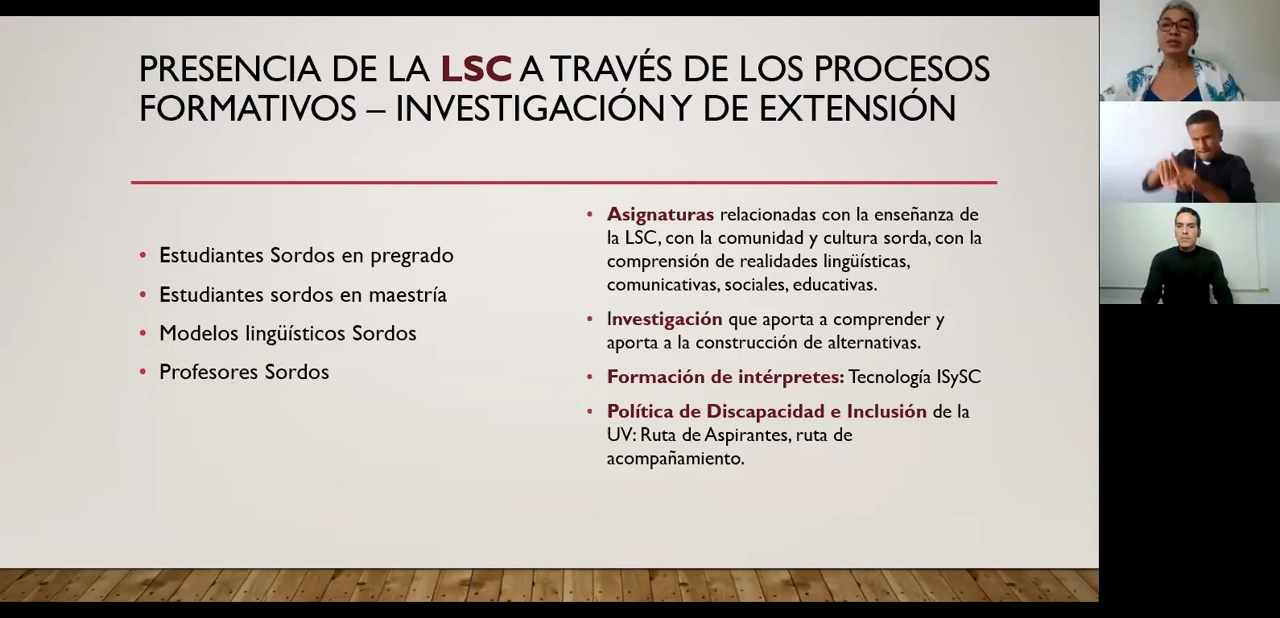 PRESENCIA DE LA LSC A TRAVÉS DE LOS PROCESOS
FORMATIVOS – INVESTIGACIÓN Y DE EXTENSIÓN
• Estudiantes Sordos en pregrado
• Estudiantes sordos en maestría
• Modelos lingüísticos Sordos
• Profesores Sordos
• Asignaturas relacionadas con la enseñanza de
la LSC, con la comunidad y cultura sorda, con la
comprensión de realidades lingüísticas,
comunicativas, sociales, educativas.
• Investigación que aporta a comprender y
aporta a la construcción de alternativas.
• Formación de intérpretes: Tecnología ISySC
• Política de Discapacidad e Inclusión de la
UV: Ruta de Aspirantes, ruta de
acompañamiento.